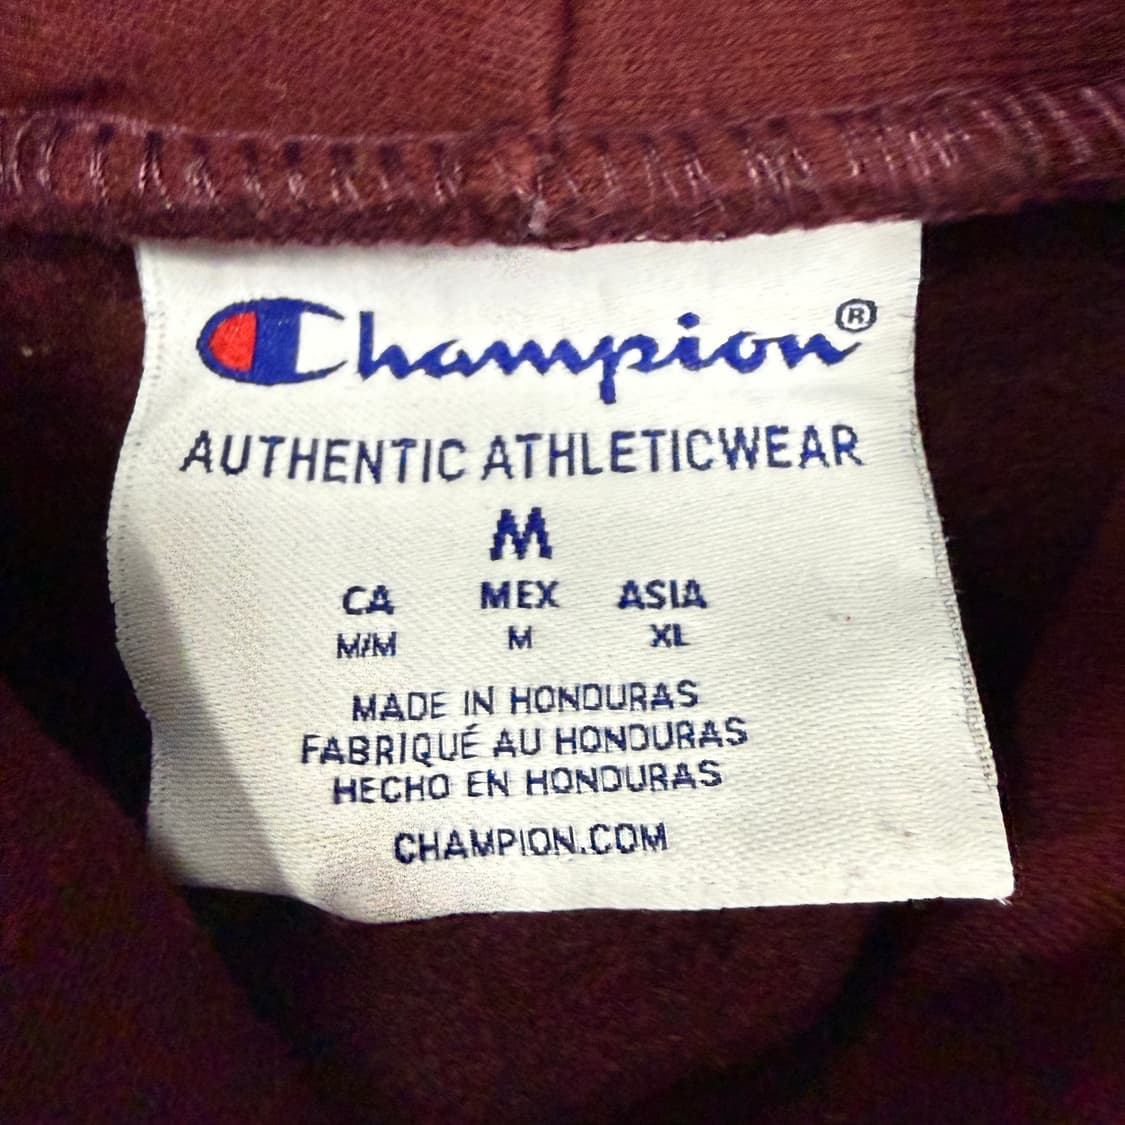 Champion®
AUTHENTIC ATHLETICWEAR
M
CA MEX ASIA
M/M M XL
MADE IN HONDURAS
FABRIQUÉ AU HONDURAS
HECHO EN HONDURAS
CHAMPION.COM